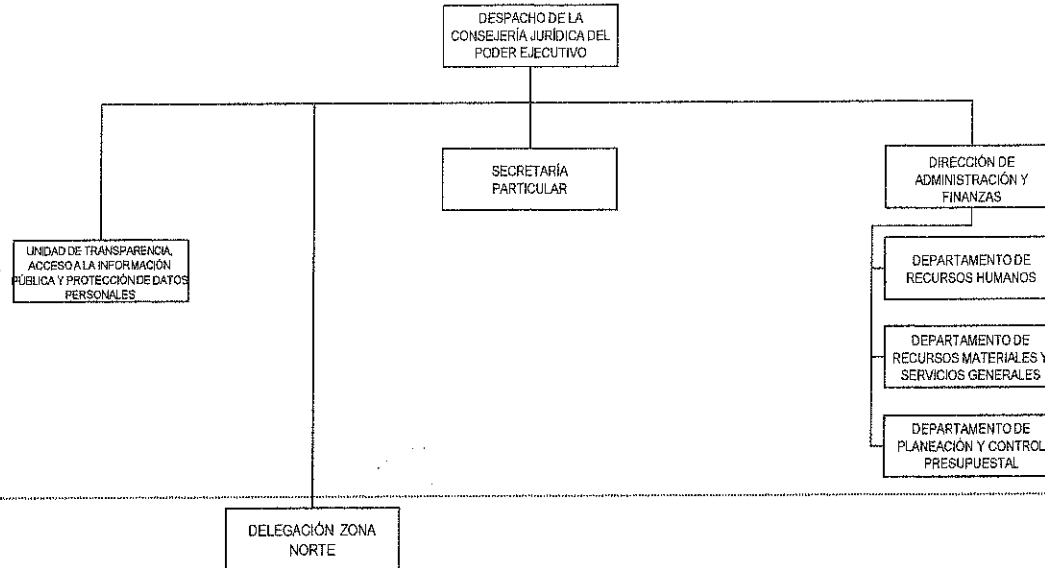 DESPACHO DE LA
CONSEJERÍA JURÍDICA DEL
PODER EJECUTIVO
SECRETARÍA
PARTICULAR
DIRECCIÓN DE
ADMINISTRACIÓN Y
FINANZAS
UNIDAD DE TRANSPARENCIA,
ACCESO A LA INFORMACIÓN
PÚBLICA Y PROTECCIÓN DE DATOS
PERSONALES
DEPARTAMENTO DE
RECURSOS HUMANOS
DEPARTAMENTO DE
RECURSOS MATERIALES Y
SERVICIOS GENERALES
DEPARTAMENTO DE
PLANEACIÓN Y CONTROL
PRESUPUESTAL
DELEGACIÓN ZONA
NORTE